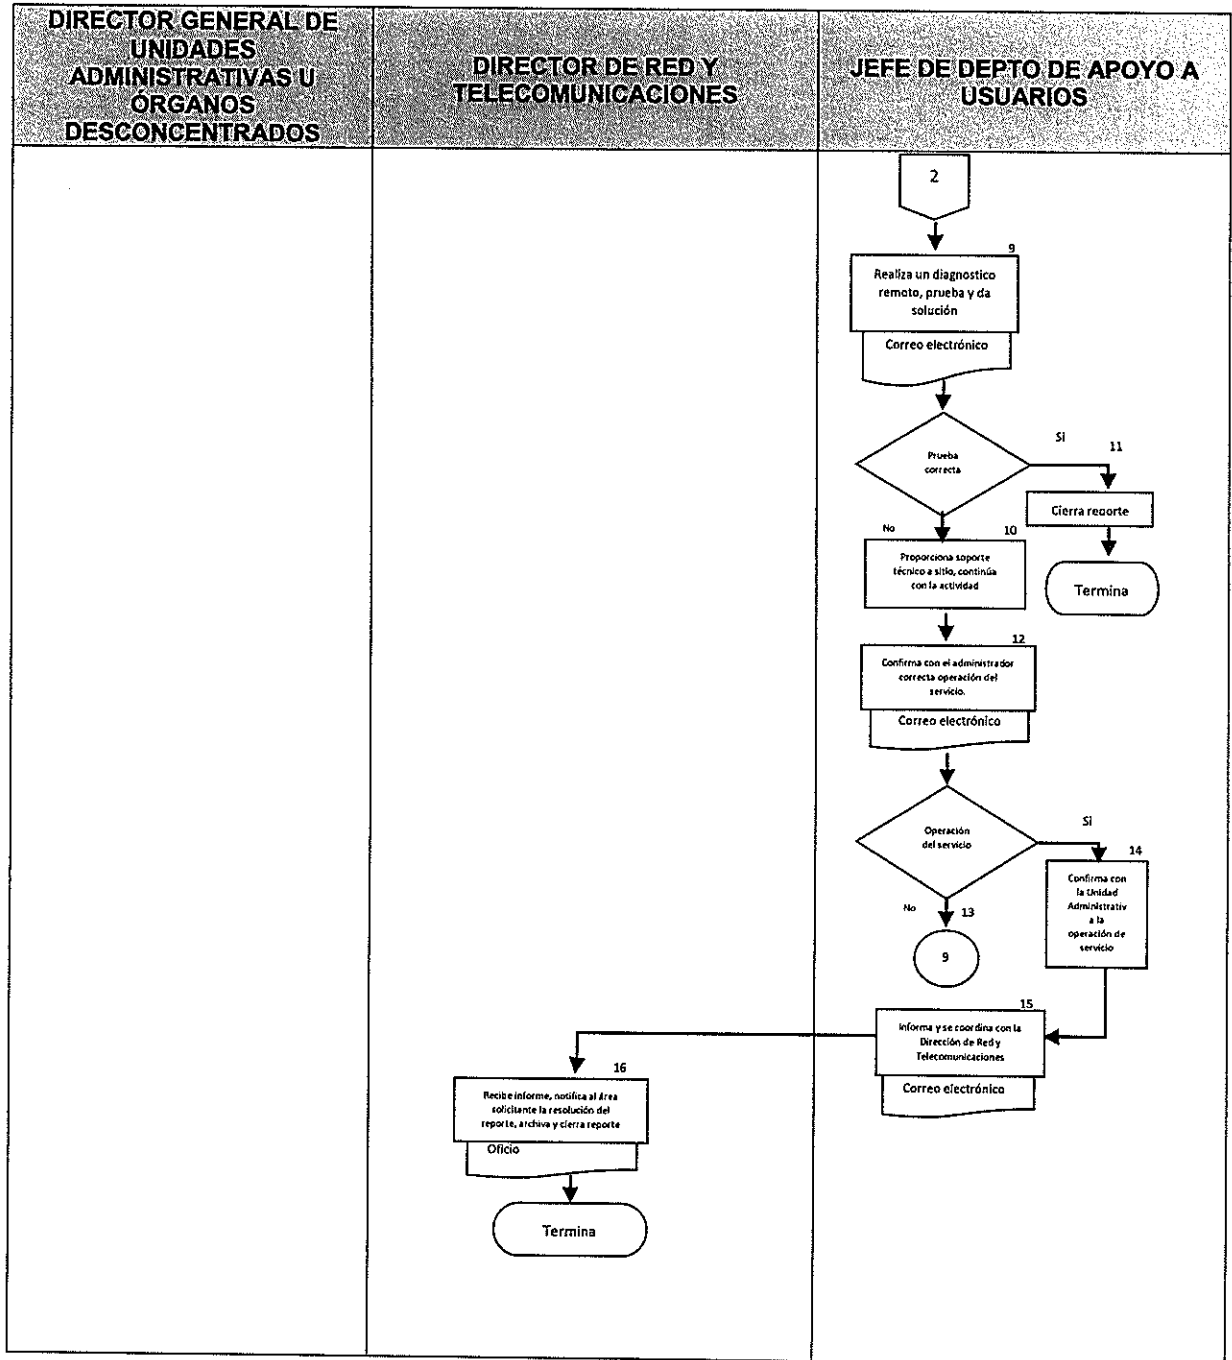 DIRECTOR GENERAL DE
UNIDADES
ADMINISTRATIVAS U
ÓRGANOS
DESCONCENTRADOS
DIRECTOR DE RED Y
TELECOMUNICACIONES
JEFE DE DEPTO DE APOYO A
USUARIOS
2
9
Realiza un diagnostico
remoto, prueba y da
solución
Correo electrónico
Prueba
correcta
Si
11
Cierra reporte
Termina
No
10
Proporciona soporte
técnico a sitio, continúa
con la actividad
12
Confirma con el administrador
correcta operación del
servicio.
Correo electrónico
Operación
del servicio
Si
14
Confirma con
la Unidad
Administrativ
a la
operación de
servicio
No
13
9
15
Informa y se coordina con la
Dirección de Red y
Telecomunicaciones
Correo electrónico
16
Recibe informe, notifica al área
solicitante la resolución del
reporte, archiva y cierra reporte
Oficio
Termina